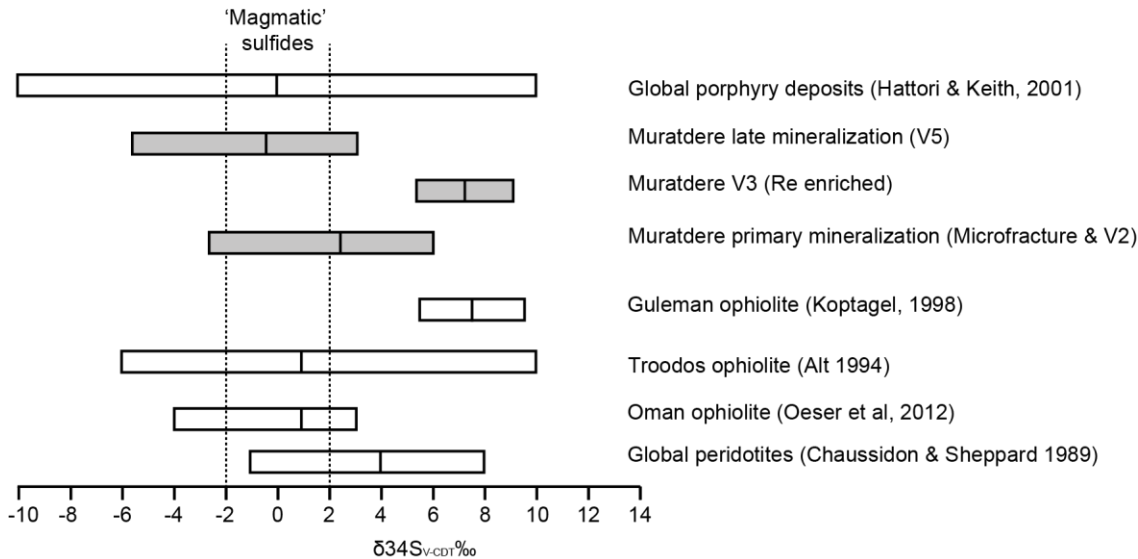 ‘Magmatic’
sulfides
Global porphyry deposits (Hattori & Keith, 2001)
Muratdere late mineralization (V5)
Muratdere V3 (Re enriched)
Muratdere primary mineralization (Microfracture & V2)
Guleman ophiolite (Koptagel, 1998)
Troodos ophiolite (Alt 1994)
Oman ophiolite (Oeser et al, 2012)
Global peridotites (Chaussidon & Sheppard 1989)
-10 -8 -6 -4 -2 0 2 4 6 8 10 12 14
δ34SV-CDT‰